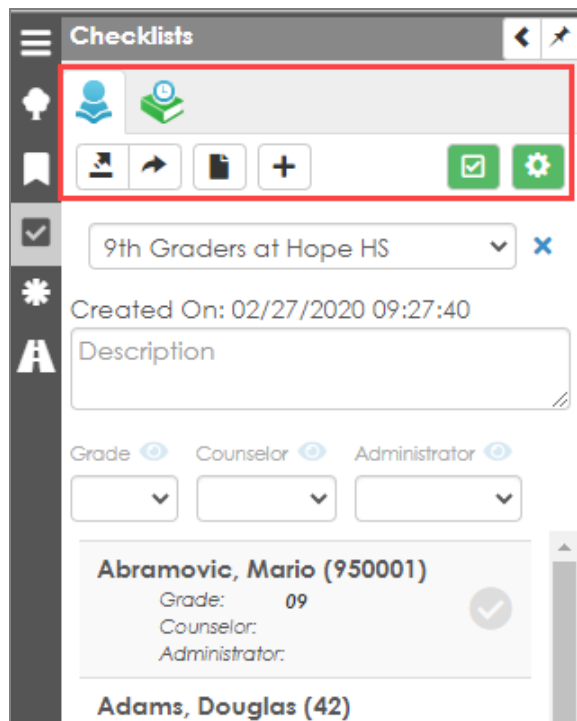 Checklists
9th Graders at Hope HS
Created On: 02/27/2020 09:27:40
Description
Grade Counselor Administrator
Abramovic, Mario (950001)
Grade: 09
Counselor:
Administrator:
Adams, Douglas (42)